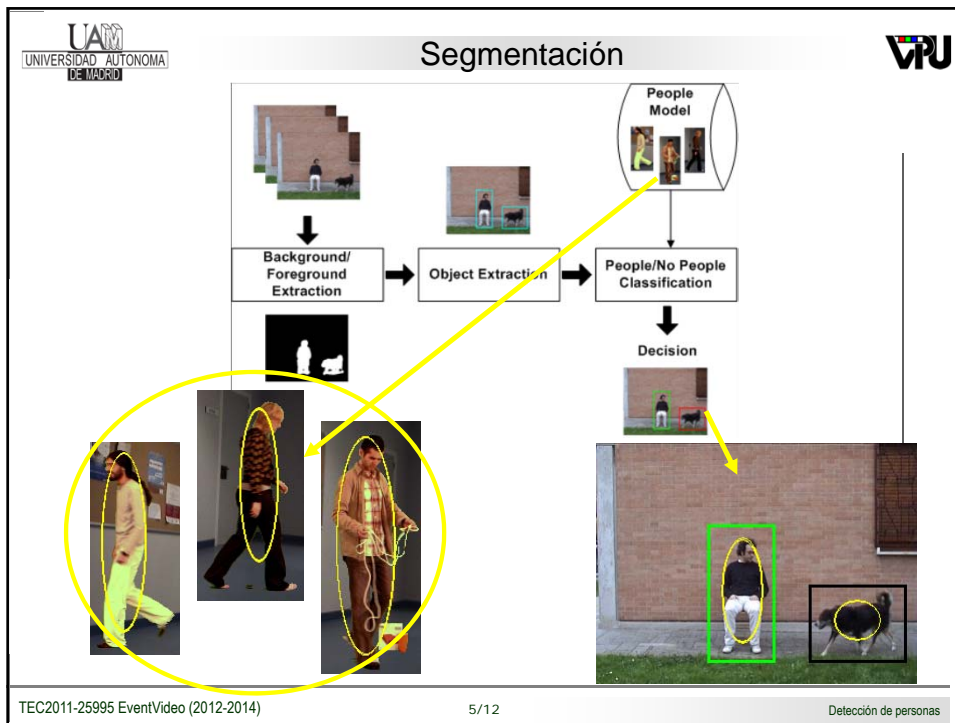 UAM
UNIVERSIDAD AUTONOMA
DE MADRID
Segmentación
VPU
People
Model
Background/
Foreground
Extraction
Object Extraction
People/No People
Classification
Decision
TEC2011-25995 EventVideo (2012-2014)
5/12
Detección de personas